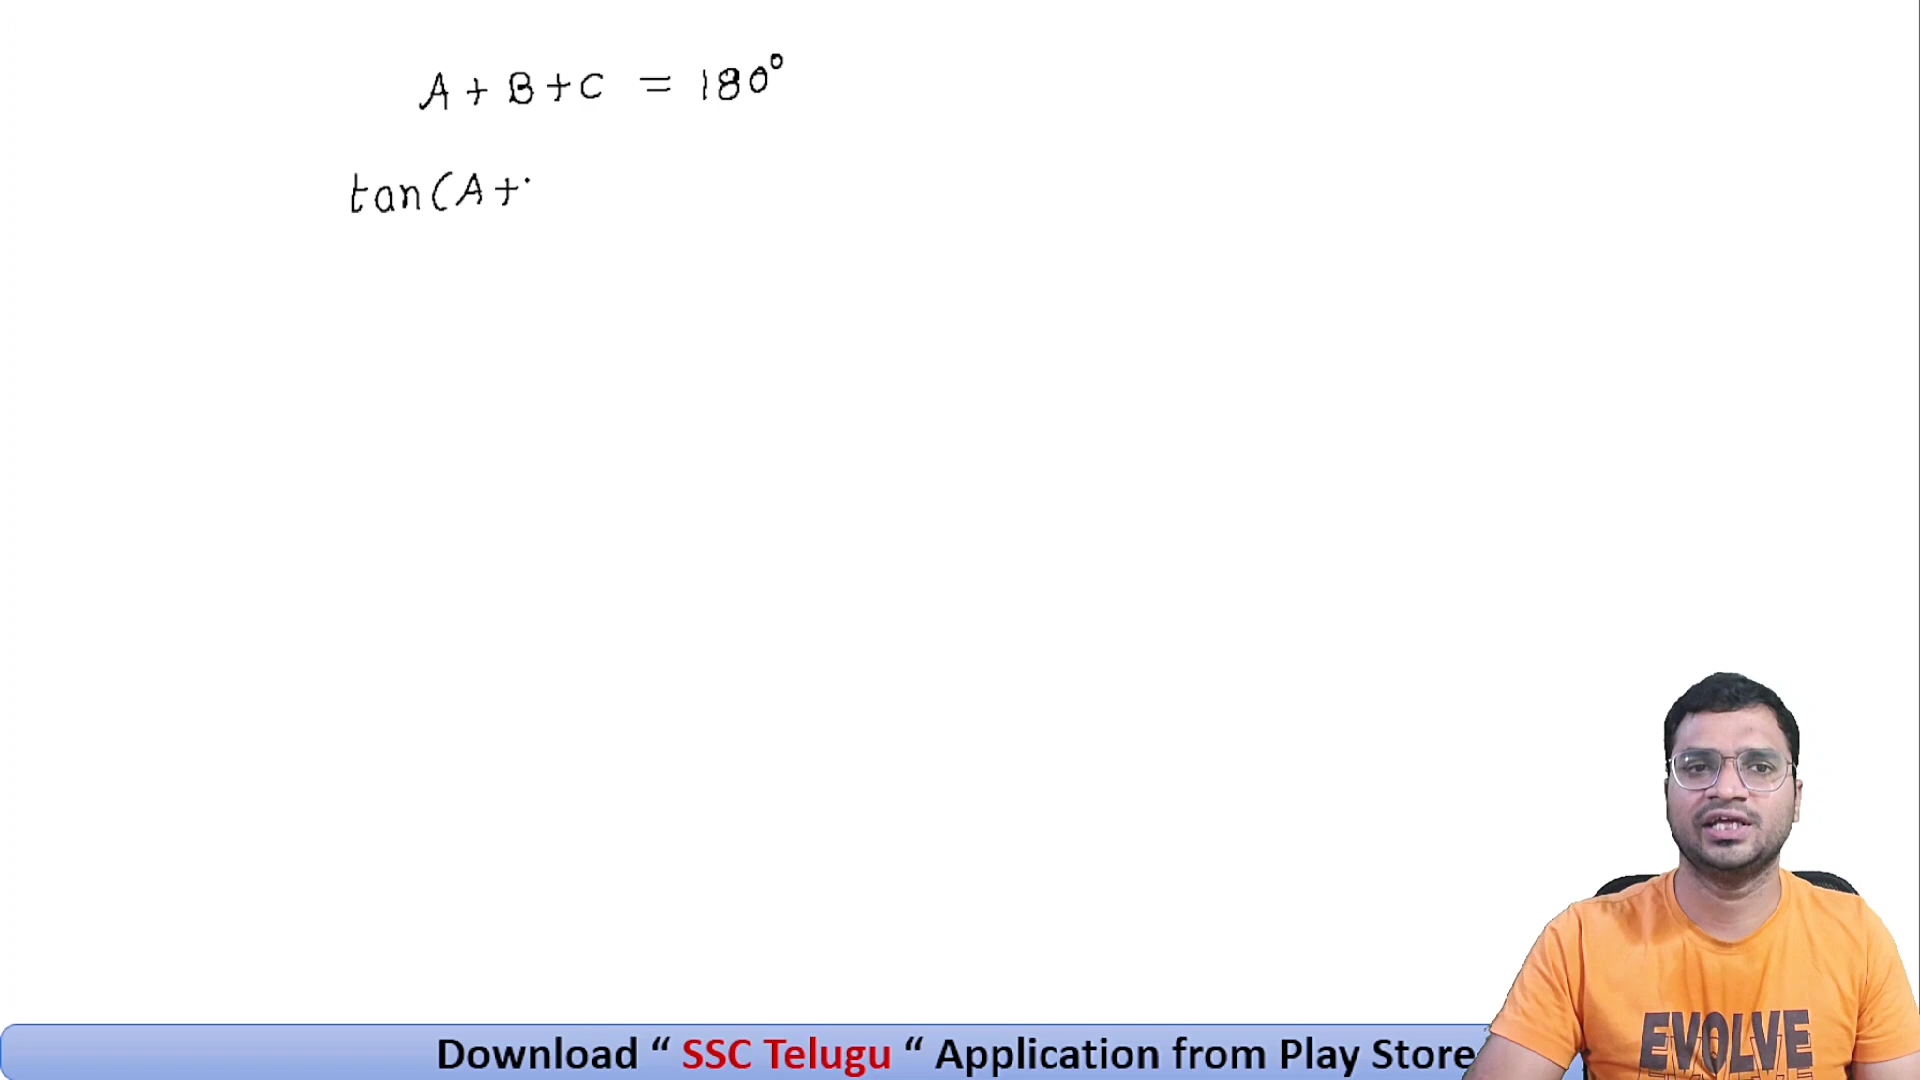 A + B + C = 180°
tan(A +
Download “ SSC Telugu “ Application from Play Store
EVOLVE